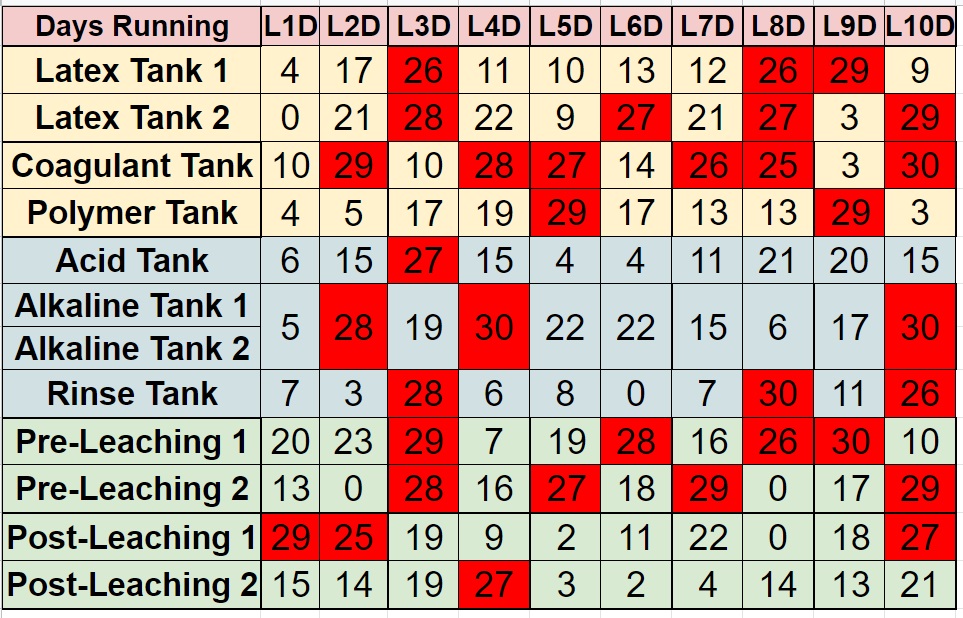 Days Running L1D L2D L3D L4D L5D L6D L7D L8D L9D L10D
Latex Tank 1 4 17 26 11 10 13 12 26 29 9
Latex Tank 2 0 21 28 22 9 27 21 27 3 29
Coagulant Tank 10 29 10 28 27 14 26 25 3 30
Polymer Tank 4 5 17 19 29 17 13 13 29 3
Acid Tank 6 15 27 15 4 4 11 21 20 15
Alkaline Tank 1 5 28 19 30 22 22 15 6 17 30
Alkaline Tank 2
Rinse Tank 7 3 28 6 8 0 7 30 11 26
Pre-Leaching 1 20 23 29 7 19 28 16 26 30 10
Pre-Leaching 2 13 0 28 16 27 18 29 0 17 29
Post-Leaching 1 29 25 19 9 2 11 22 0 18 27
Post-Leaching 2 15 14 19 27 3 2 4 14 13 21